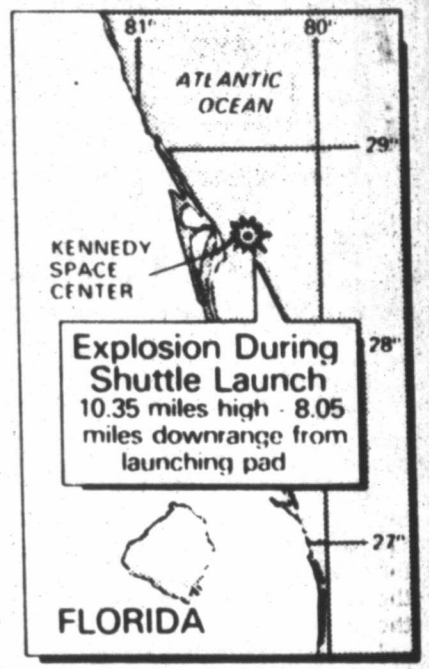 81°
80°
ATLANTIC
OCEAN
29°
KENNEDY
SPACE
CENTER
28°
Explosion During
Shuttle Launch
10.35 miles high - 8.05
miles downrange from
launching pad
27°
FLORIDA